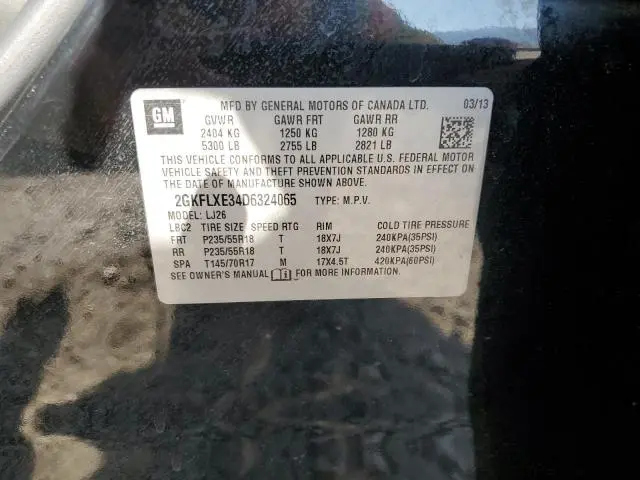 GM
MFD BY GENERAL MOTORS OF CANADA LTD. 03/13
GVWR GAWR FRT GAWR RR
2404 KG 1250 KG 1280 KG
5300 LB 2755 LB 2821 LB
THIS VEHICLE CONFORMS TO ALL APPLICABLE U.S. FEDERAL MOTOR
VEHICLE SAFETY AND THEFT PREVENTION STANDARDS IN EFFECT ON THE
DATE OF MANUFACTURE SHOWN ABOVE.
2GKFLXE34D6324065 TYPE: M.P.V.
MODEL: LJ26
LBC2 TIRE SIZE SPEED RTG RIM COLD TIRE PRESSURE
FRT P235/55R18 T 18X7J 240KPA(35PSI)
RR P235/55R18 T 18X7J 240KPA(35PSI)
SPA T145/70R17 M 17X4.5T 420KPA(60PSI)
SEE OWNER'S MANUAL FOR MORE INFORMATION.